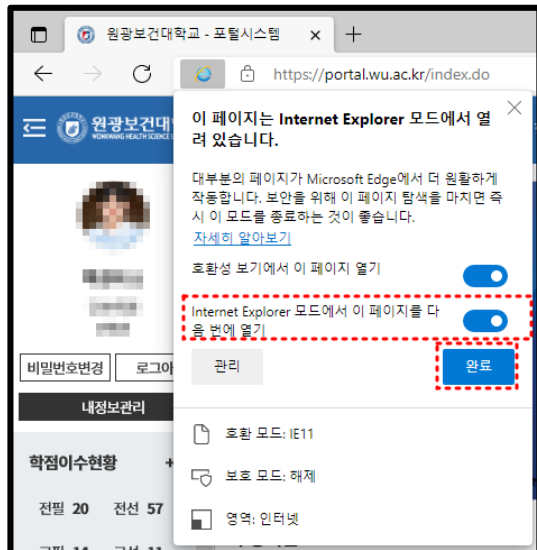 원광보건대학교 - 포털시스템
https://portal.wu.ac.kr/index.do
원광보건대
이 페이지는 Internet Explorer 모드에서 열
려 있습니다.
대부분의 페이지가 Microsoft Edge에서 더 원활하게
작동합니다. 보안을 위해 이 페이지 탐색을 마치면 즉
시 이 모드를 종료하는 것이 좋습니다.
자세히 알아보기
호환성 보기에서 이 페이지 열기
Internet Explorer 모드에서 이 페이지를 다
음 번에 열기
관리
완료
비밀번호변경
로그아
내정보관리
호환 모드: IE11
학점이수현황 +
보호 모드: 해제
전필 20 전선 57
영역: 인터넷